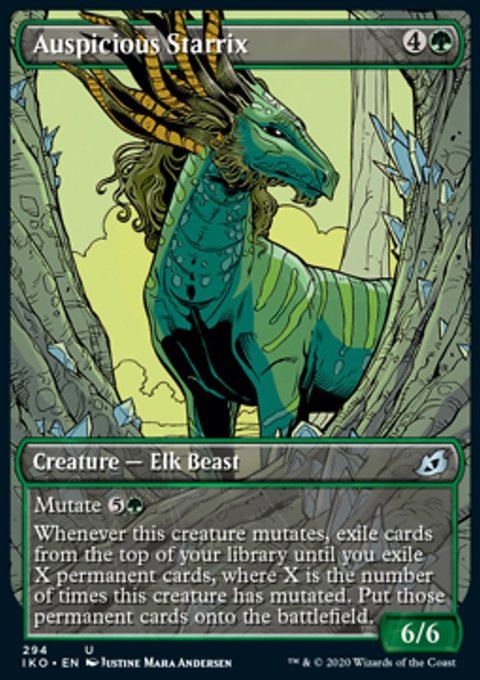 Auspicious Starrix 4
Creature — Elk Beast
Mutate 5
Whenever this creature mutates, exile cards
from the top of your library until you exile
X permanent cards, where X is the number
of times this creature has mutated. Put those
permanent cards onto the battlefield.
6/6
294 U
IKO • EN Justine Mara Andersen ™ & © 2020 Wizards of the Coast